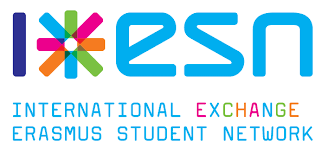 I esn
INTERNATIONAL EXCHANGE
ERASMUS STUDENT NETWORK